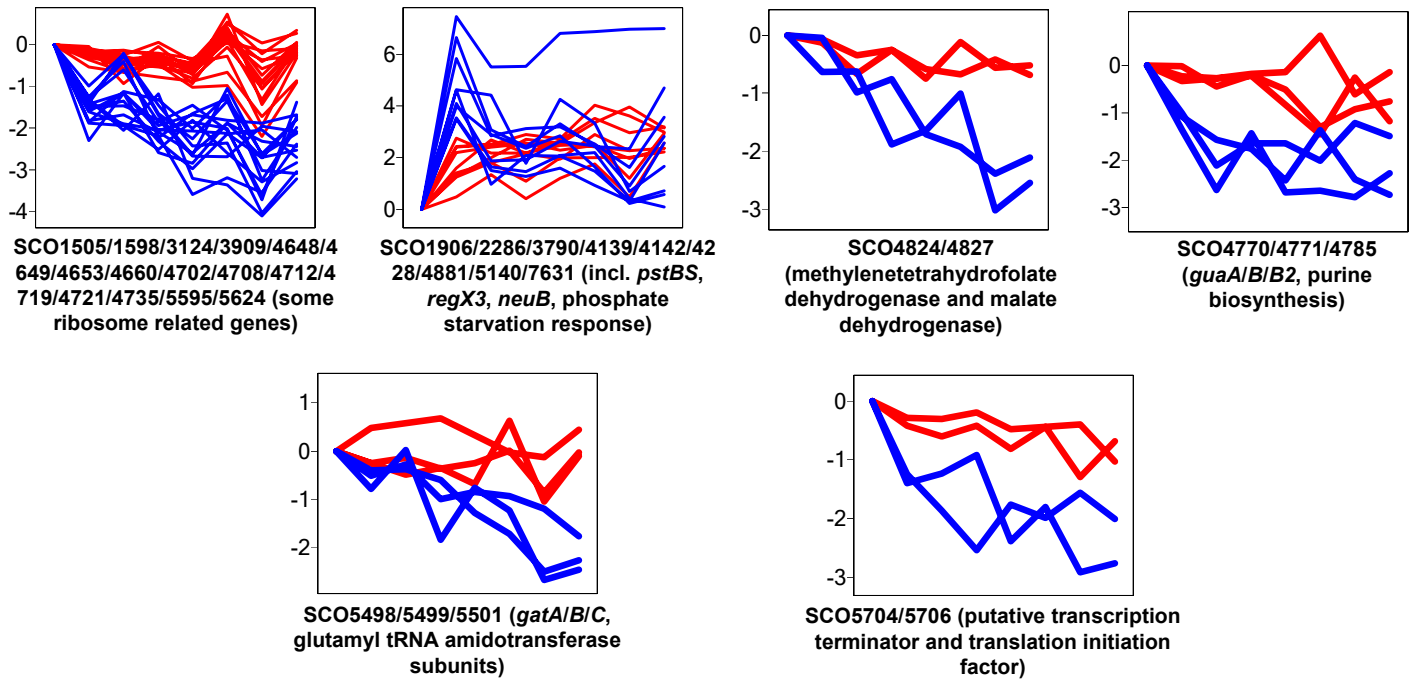 0
-1
-2
-3
-4
SCO1505/1598/3124/3909/4648/4
649/4653/4660/4702/4708/4712/4
719/4721/4735/5595/5624 (some
ribosome related genes)
6
4
2
0
SCO1906/2286/3790/4139/4142/42
28/4881/5140/7631 (incl. pstBS,
regX3, neuB, phosphate
starvation response)
0
-1
-2
-3
SCO4824/4827
(methylenetetrahydrofolate
dehydrogenase and malate
dehydrogenase)
0
-1
-2
-3
SCO4770/4771/4785
(guaA/B/B2, purine
biosynthesis)
1
0
-1
-2
SCO5498/5499/5501 (gatA/B/C,
glutamyl tRNA amidotransferase
subunits)
0
-1
-2
-3
SCO5704/5706 (putative transcription
terminator and translation initiation
factor)